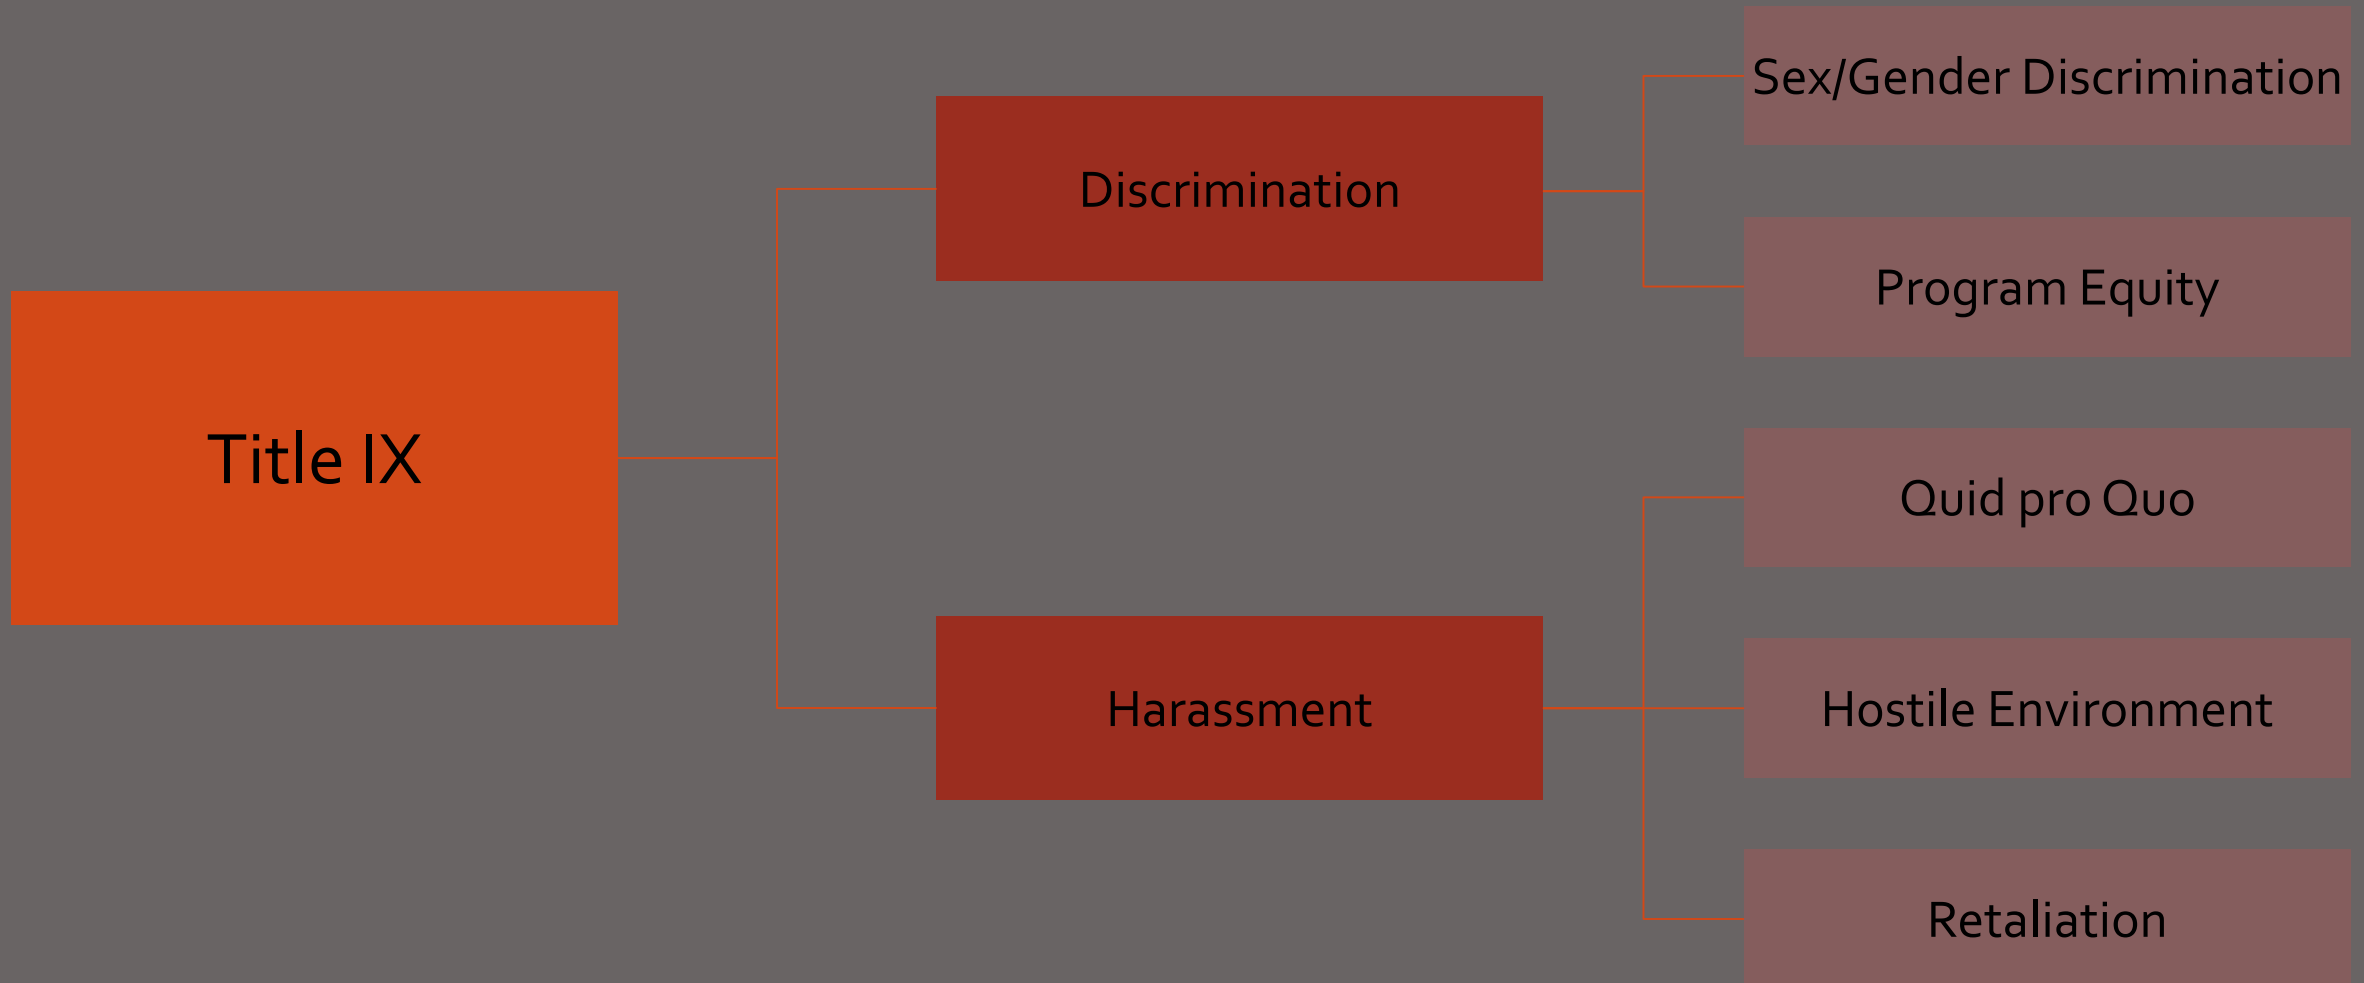 Title IX
Discrimination
Sex/Gender Discrimination
Program Equity
Harassment
Quid pro Quo
Hostile Environment
Retaliation